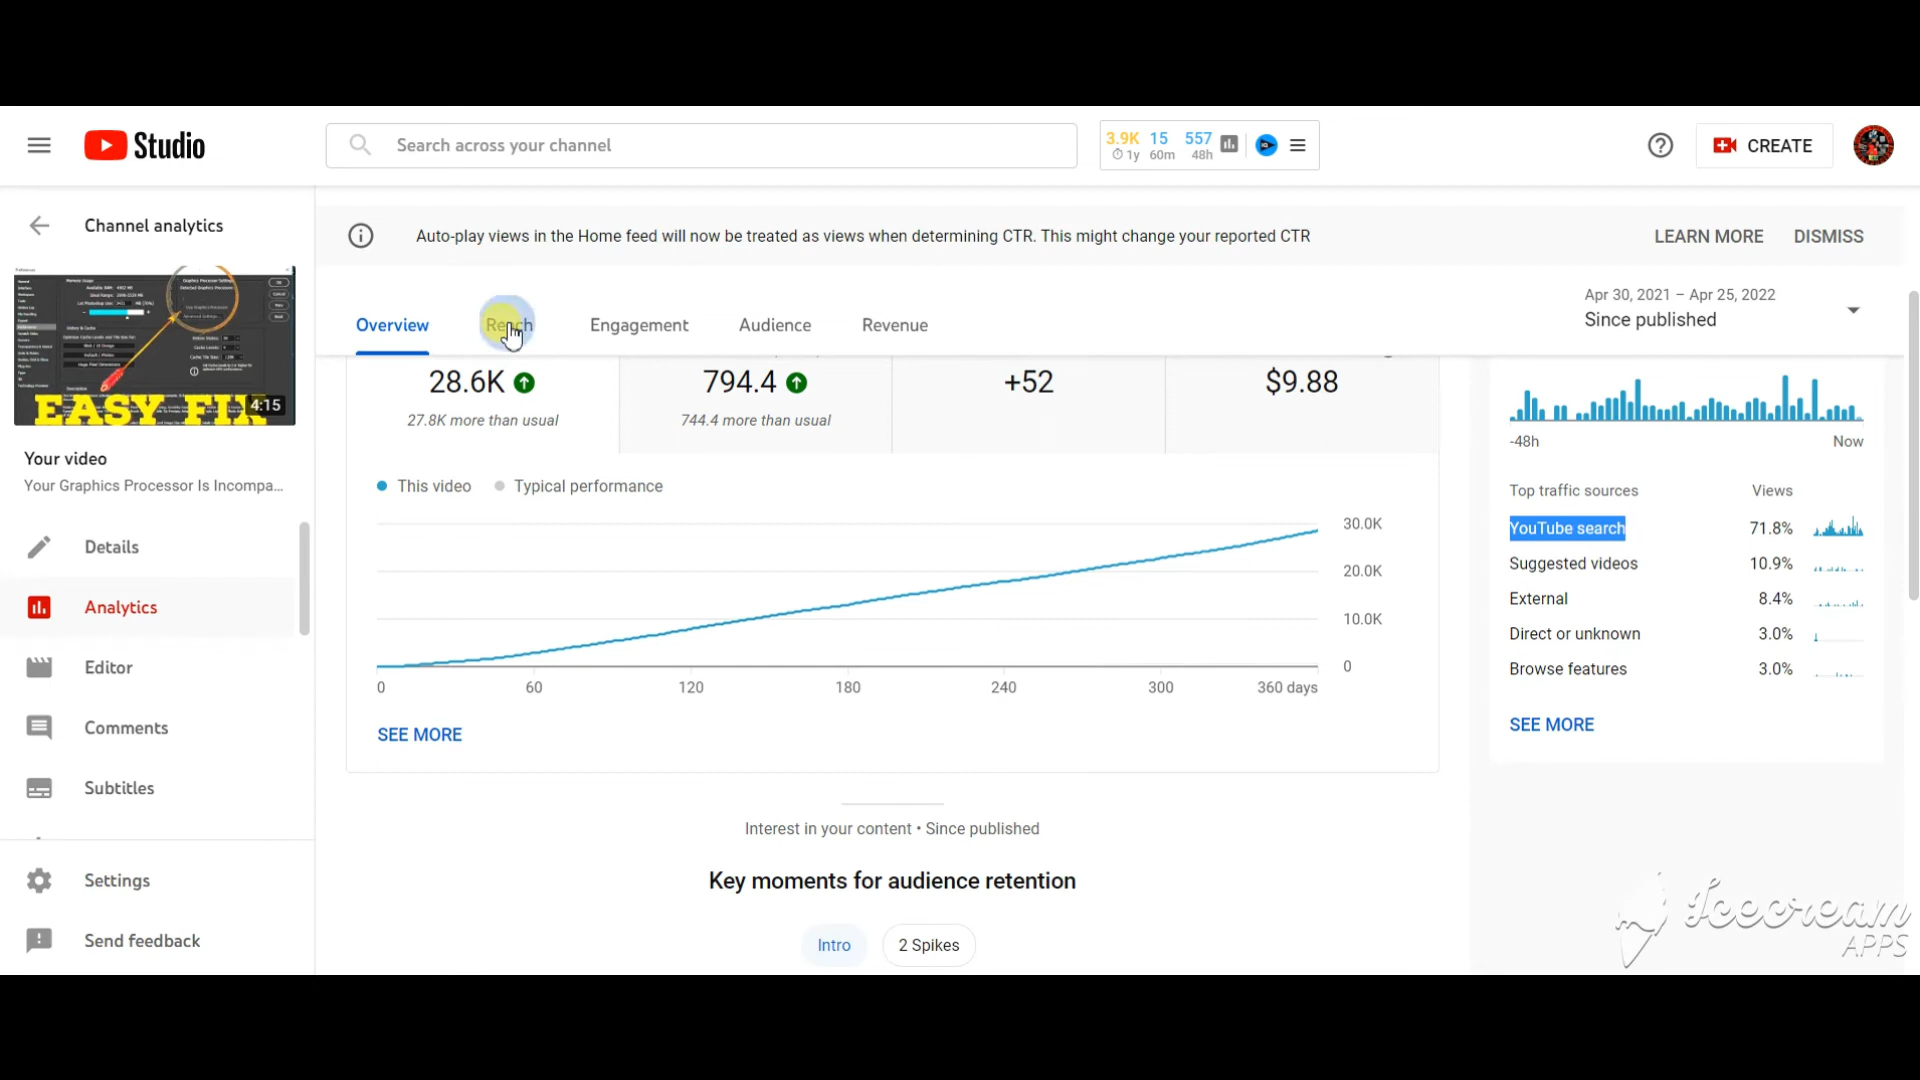 Studio
Search across your channel
3.9K 15 557
1y 60m 48h
CREATE
Channel analytics
Auto-play views in the Home feed will now be treated as views when determining CTR. This might change your reported CTR
LEARN MORE
DISMISS
EASY FIX
4:15
Your video
Your Graphics Processor Is Incompa...
Details
Analytics
Editor
Comments
Subtitles
Settings
Send feedback
Overview
Reach
Engagement
Audience
Revenue
Apr 30, 2021 – Apr 25, 2022
Since published
28.6K
27.8K more than usual
794.4
744.4 more than usual
+52
$9.88
This video
Typical performance
30.0K
20.0K
10.0K
0
0 60 120 180 240 300 360 days
SEE MORE
Interest in your content • Since published
Key moments for audience retention
Intro
2 Spikes
-48h
Now
Top traffic sources Views
YouTube search 71.8%
Suggested videos 10.9%
External 8.4%
Direct or unknown 3.0%
Browse features 3.0%
SEE MORE
Icecream
APPS